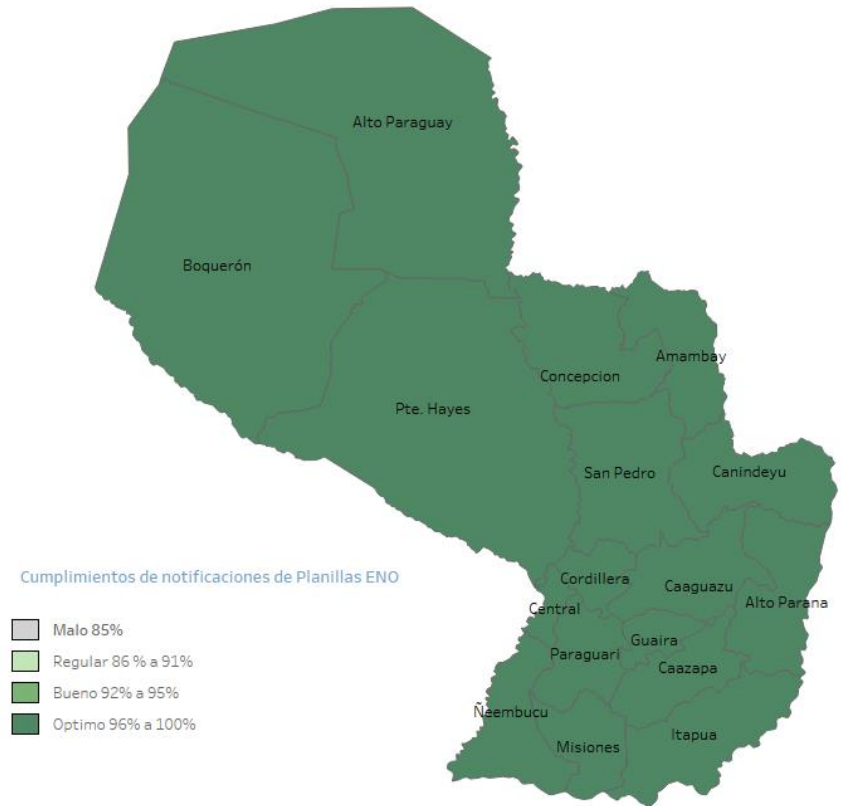 Alto Paraguay
Boquerón
Amambay
Concepcion
Pte. Hayes
San Pedro
Canindeyu
Cumplimientos de notificaciones de Planillas ENO
Cordillera
Caaguazu
Alto Parana
Central
Malo 85%
Guaira
Paraguari
Regular 86 % a 91%
Caazapa
Bueno 92% a 95%
Ñeembucu
Optimo 96% a 100%
Itapua
Misiones